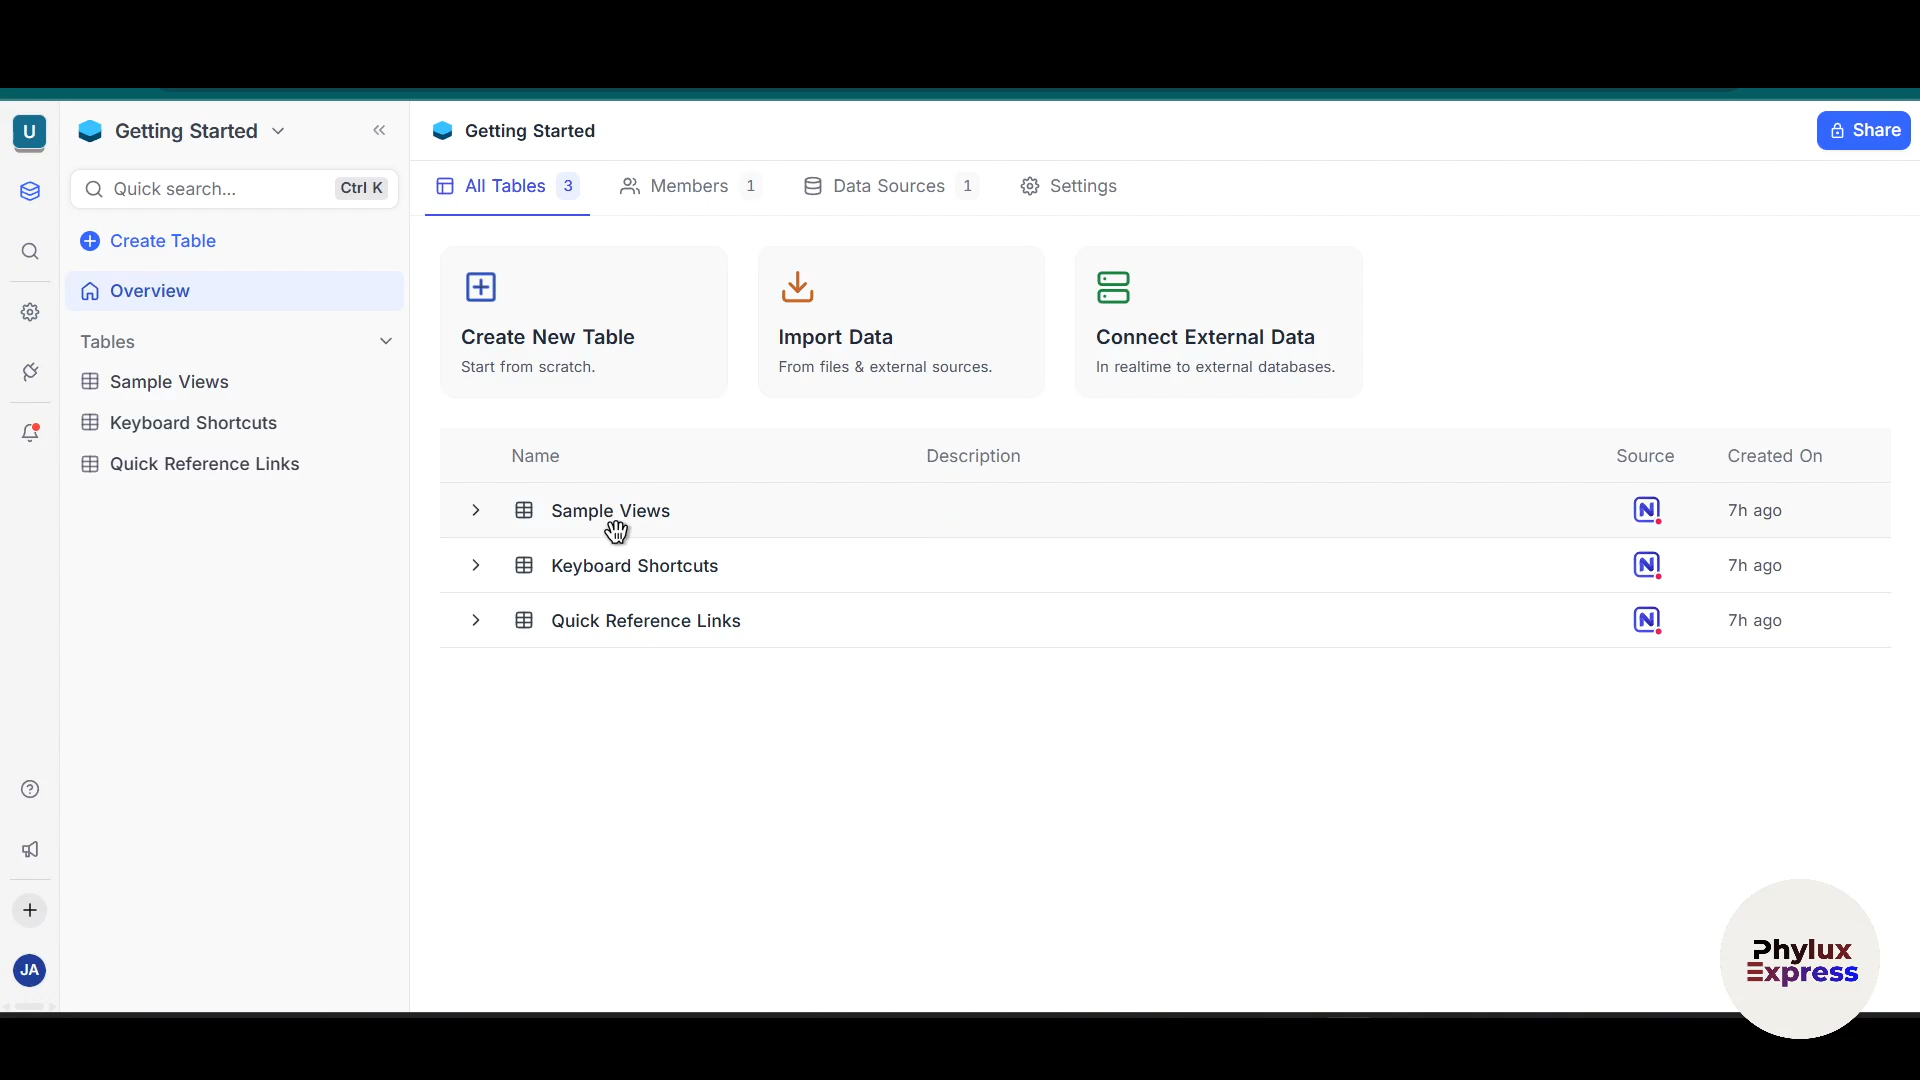 U
Getting Started
Quick search...
Ctrl K
Create Table
Overview
Tables
Sample Views
Keyboard Shortcuts
Quick Reference Links
JA
Getting Started
Share
All Tables 3
Members 1
Data Sources 1
Settings
Create New Table
Start from scratch.
Import Data
From files & external sources.
Connect External Data
In realtime to external databases.
Name Description Source Created On
Sample Views N 7h ago
Keyboard Shortcuts N 7h ago
Quick Reference Links N 7h ago
Phylux
Express